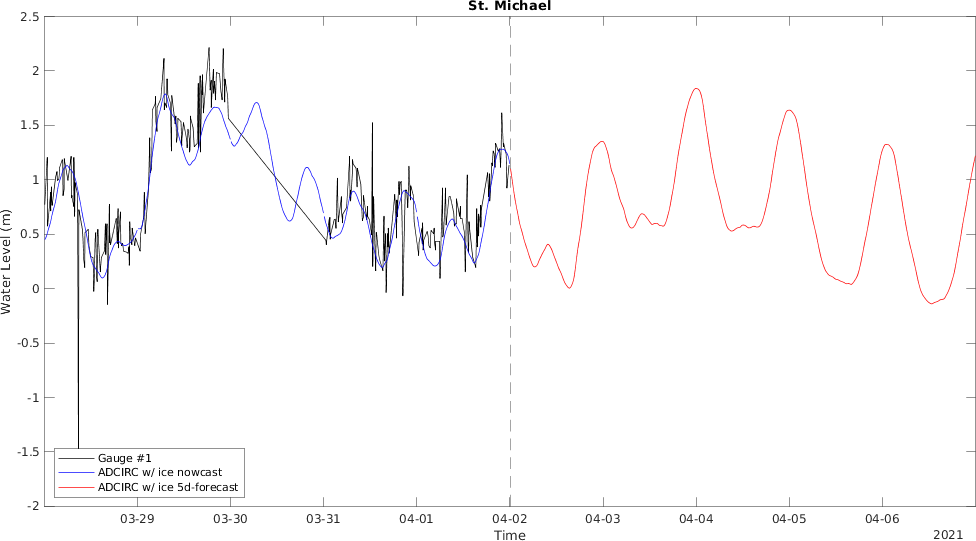 St. Michael
2.5
2
1.5
1
0.5
0
-0.5
-1
-1.5
-2
Water Level (m)
Gauge #1
ADCIRC w/ ice nowcast
ADCIRC w/ ice 5d-forecast
03-29 03-30 03-31 04-01 04-02 04-03 04-04 04-05 04-06
Time
2021